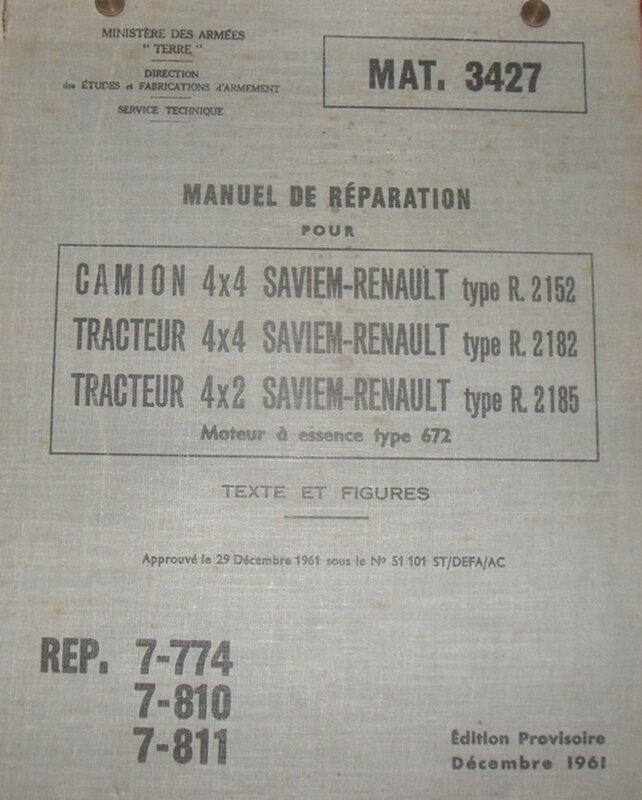 MINISTÈRE DES ARMÉES
" TERRE "
DIRECTION
des ÉTUDES et FABRICATIONS d'ARMEMENT
SERVICE TECHNIQUE
MAT. 3427
MANUEL DE RÉPARATION
POUR
CAMION 4x4 SAVIEM-RENAULT type R. 2152
TRACTEUR 4x4 SAVIEM-RENAULT type R. 2182
TRACTEUR 4x2 SAVIEM-RENAULT type R. 2185
Moteur à essence type 672
TEXTE ET FIGURES
Approuvé le 29 Décembre 1961 sous le Nº 51 101 ST/DEFA/AC
REP. 7-774
7-810
7-811
Édition Provisoire
Décembre 1961